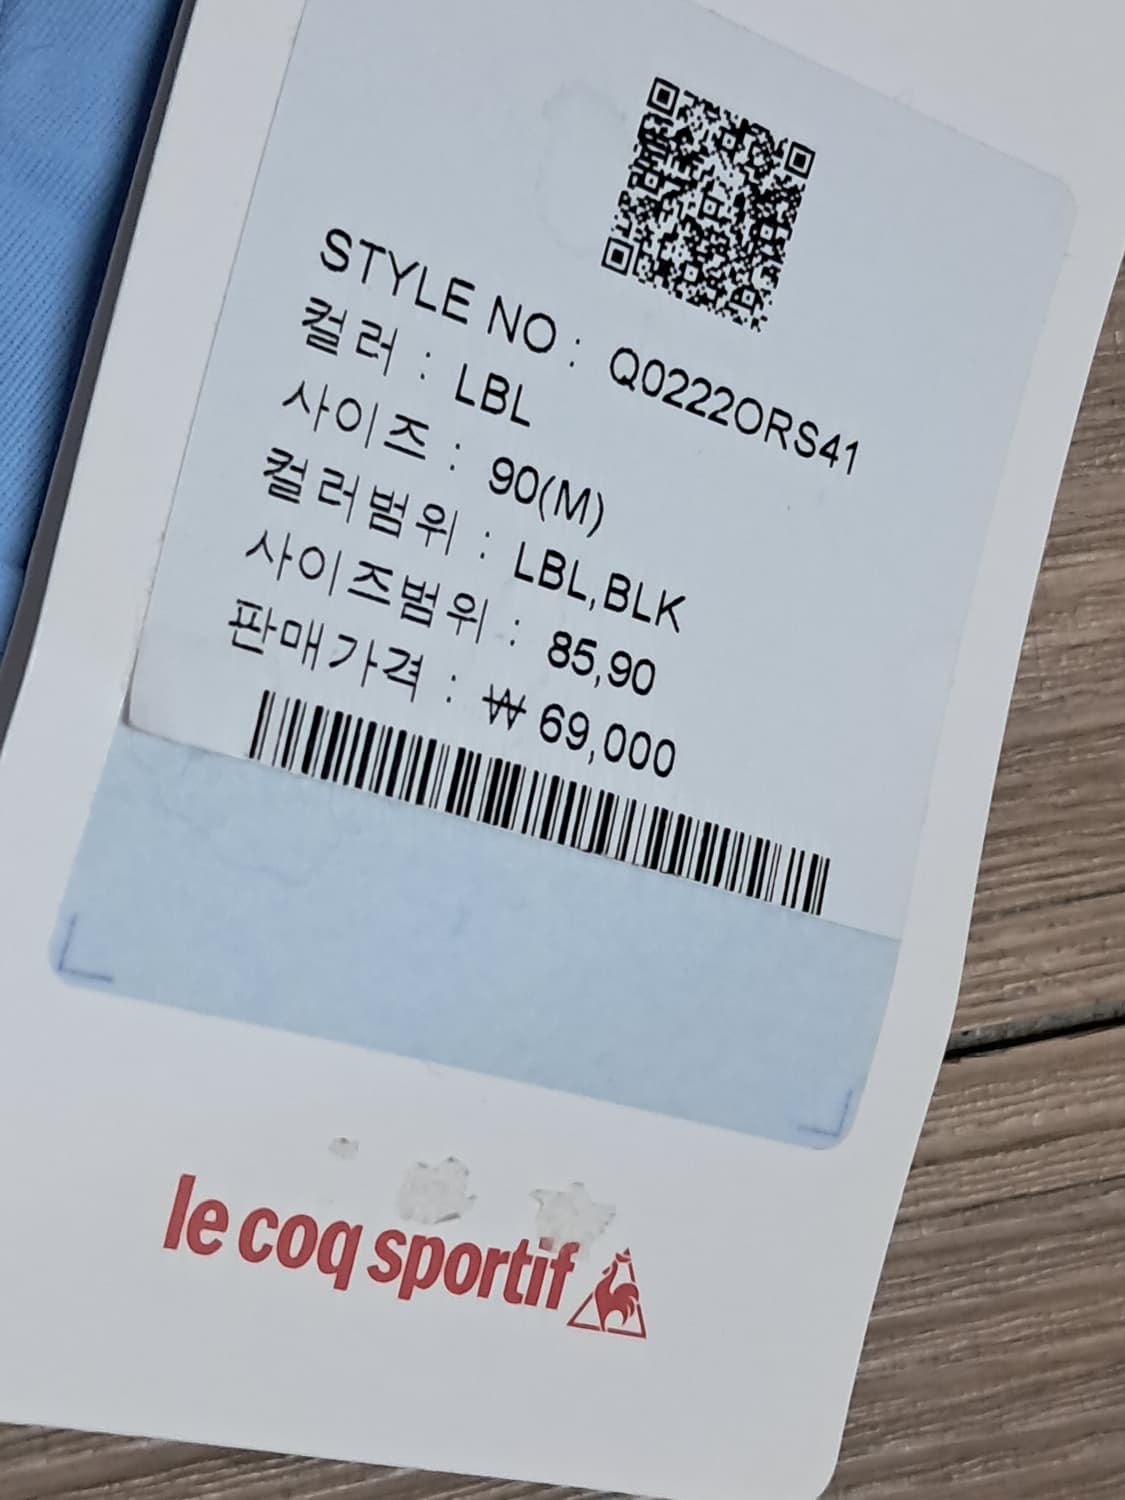 STYLE NO : Q0222ORS41
컬러 : LBL
사이즈 : 90(M)
컬러범위 : LBL,BLK
사이즈범위 : 85,90
판매가격 : ₩ 69,000
le coq sportif